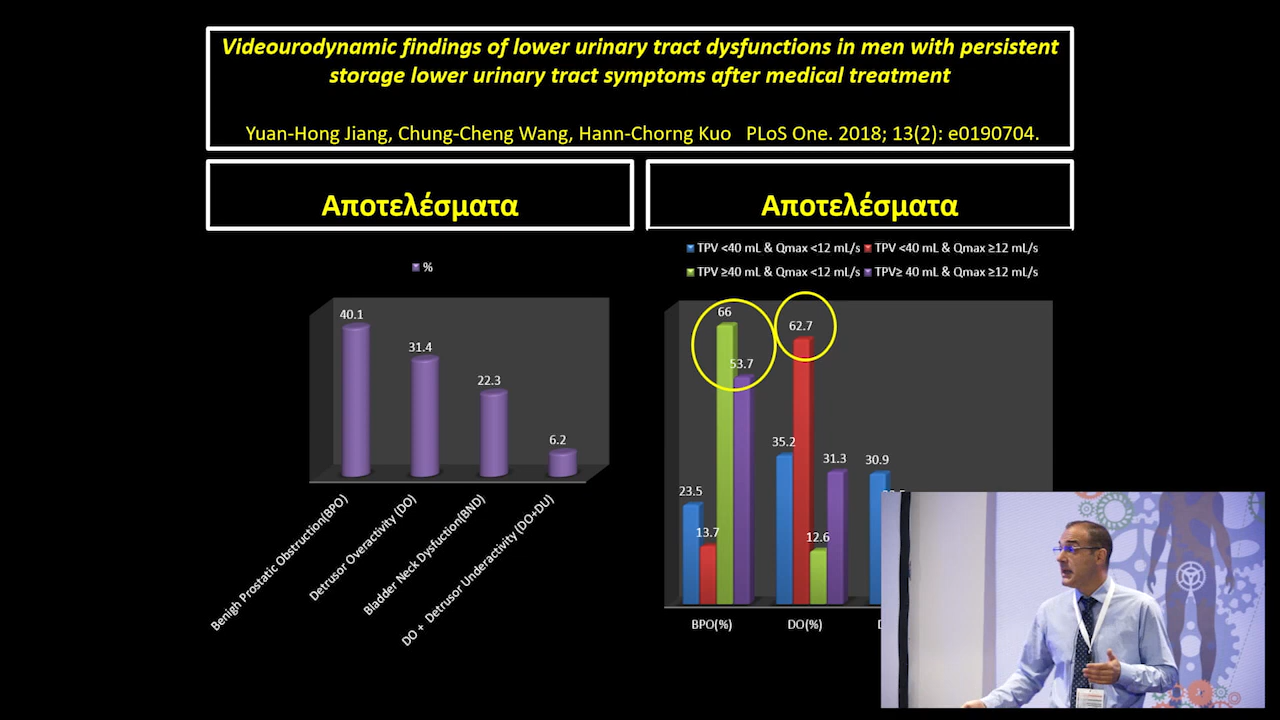 Videourodynamic findings of lower urinary tract dysfunctions in men with persistent
storage lower urinary tract symptoms after medical treatment
Yuan-Hong Jiang, Chung-Cheng Wang, Hann-Chorng Kuo PLoS One. 2018; 13(2): e0190704.
Αποτελέσματα
%
40.1
31.4
22.3
6.2
Benigh Prostatic Obstruction(BPO)
Detrusor Overactivity (DO)
Bladder Neck Dysfuction(BND)
DO + Detrusor Underactivity (DO+DU)
Αποτελέσματα
TPV <40 mL & Qmax <12 mL/s TPV <40 mL & Qmax ≥12 mL/s
TPV ≥40 mL & Qmax <12 mL/s TPV≥ 40 mL & Qmax ≥12 mL/s
66
62.7
53.7
35.2
31.3
30.9
23.5
13.7
12.6
BPO(%) DO(%)